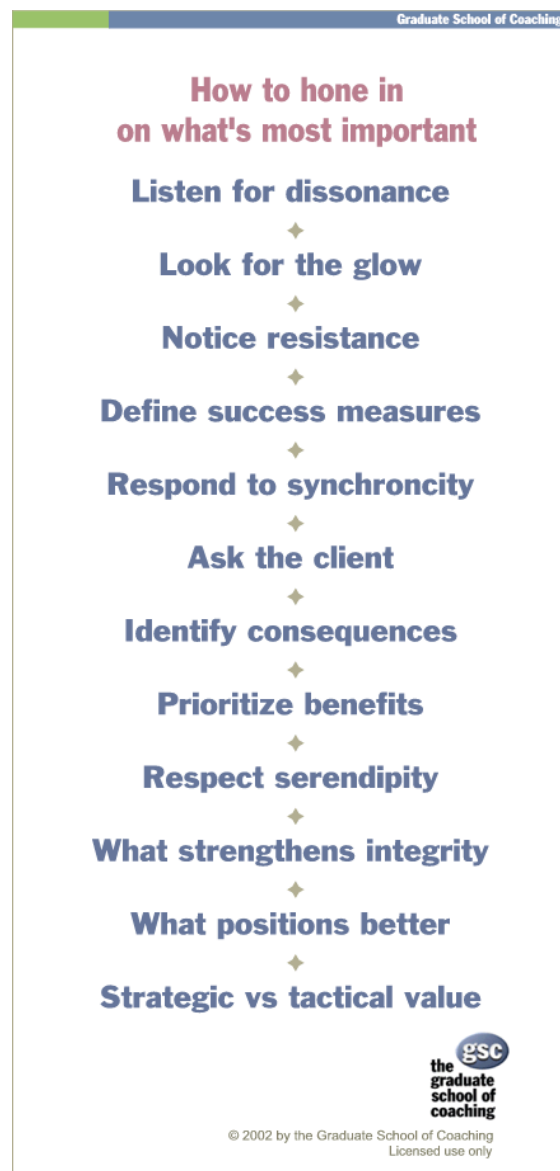 Graduate School of Coaching
How to hone in
on what's most important
Listen for dissonance
Look for the glow
Notice resistance
Define success measures
Respond to synchroncity
Ask the client
Identify consequences
Prioritize benefits
Respect serendipity
What strengthens integrity
What positions better
Strategic vs tactical value
gsc
the
graduate
school of
coaching
© 2002 by the Graduate School of Coaching
Licensed use only